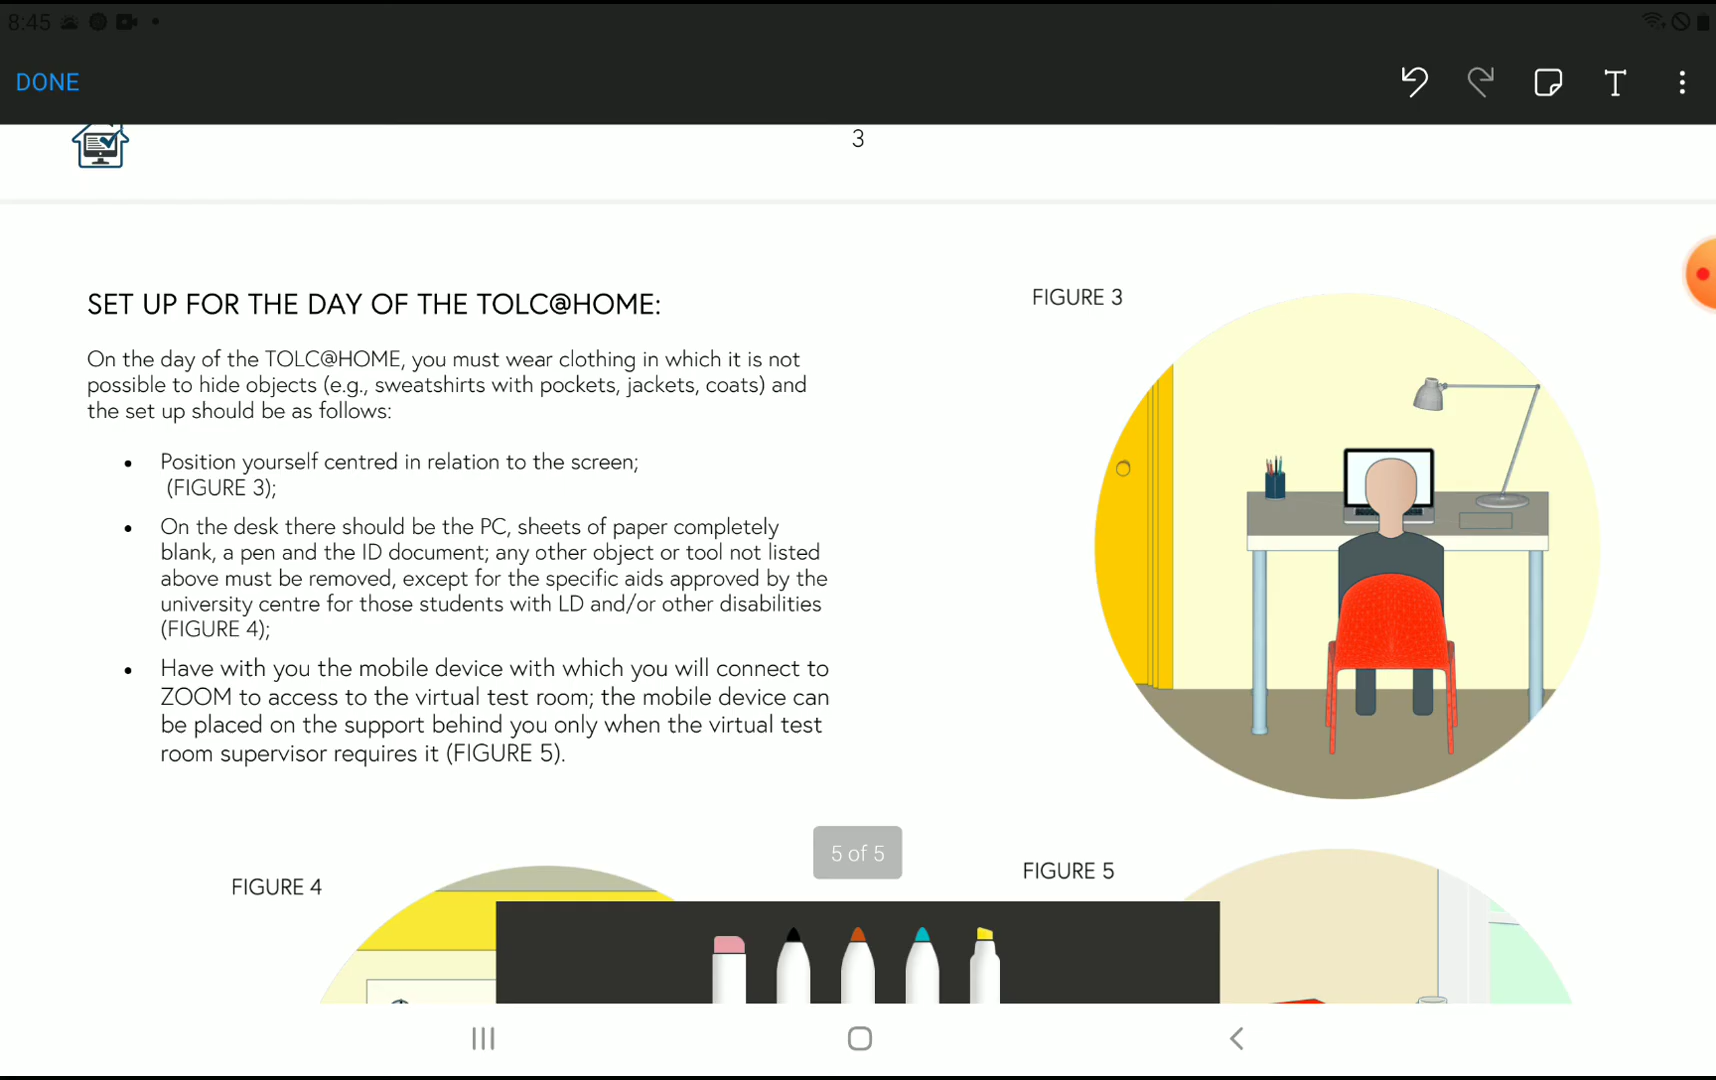 8:45
DONE
T
3
SET UP FOR THE DAY OF THE TOLC@HOME:
On the day of the TOLC@HOME, you must wear clothing in which it is not
possible to hide objects (e.g., sweatshirts with pockets, jackets, coats) and
the set up should be as follows:
• Position yourself centred in relation to the screen;
(FIGURE 3);
• On the desk there should be the PC, sheets of paper completely
blank, a pen and the ID document; any other object or tool not listed
above must be removed, except for the specific aids approved by the
university centre for those students with LD and/or other disabilities
(FIGURE 4);
• Have with you the mobile device with which you will connect to
ZOOM to access to the virtual test room; the mobile device can
be placed on the support behind you only when the virtual test
room supervisor requires it (FIGURE 5).
FIGURE 3
5 of 5
FIGURE 4
FIGURE 5